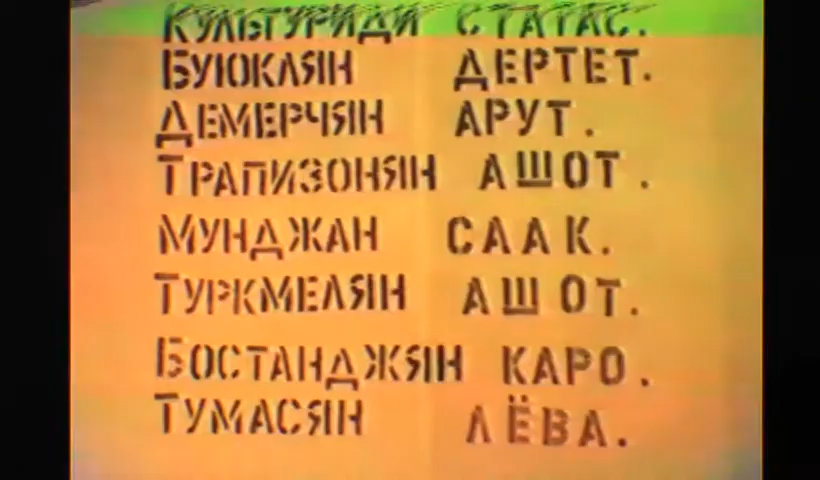 КУЛЬТУРИДИ СТАТАС.
БУЮКЛЯН ДЕРТЕТ.
ДЕМЕРЧЯН АРУТ.
ТРАПИЗОНЯН АШОТ.
МУНДЖАН СААК.
ТУРКМЕЛЯН АШОТ.
БОСТАНДЖЯН КАРО.
ТУМАСЯН ЛЁВА.